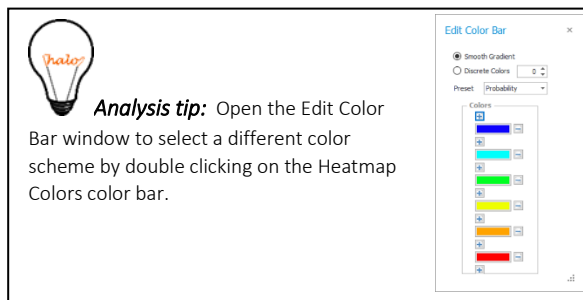 halo
Analysis tip: Open the Edit Color
Bar window to select a different color
scheme by double clicking on the Heatmap
Colors color bar.
Edit Color Bar ×
Smooth Gradient
Discrete Colors 0
Preset Probability
Colors